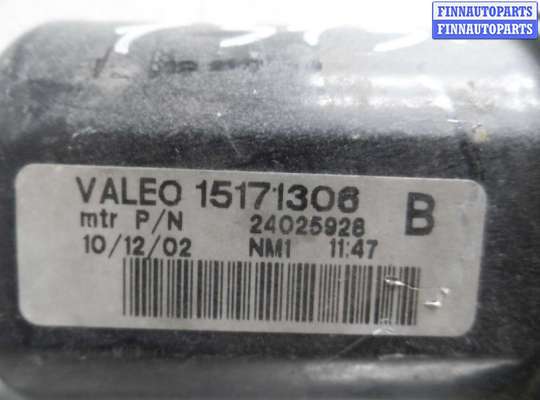 FINNAUTOPARTS
FINNAUTOPARTS
VALEO 15171306 B
mtr P/N 24025928
10/12/02 NM1 11:47